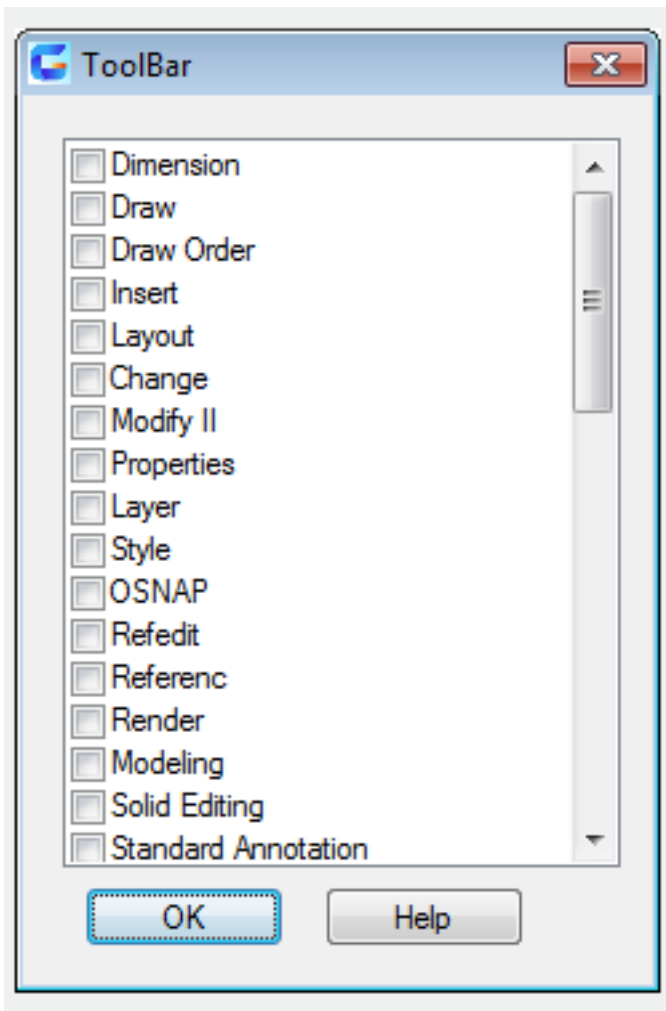 ToolBar
Dimension
Draw
Draw Order
Insert
Layout
Change
Modify II
Properties
Layer
Style
OSNAP
Refedit
Referenc
Render
Modeling
Solid Editing
Standard Annotation
OK
Help